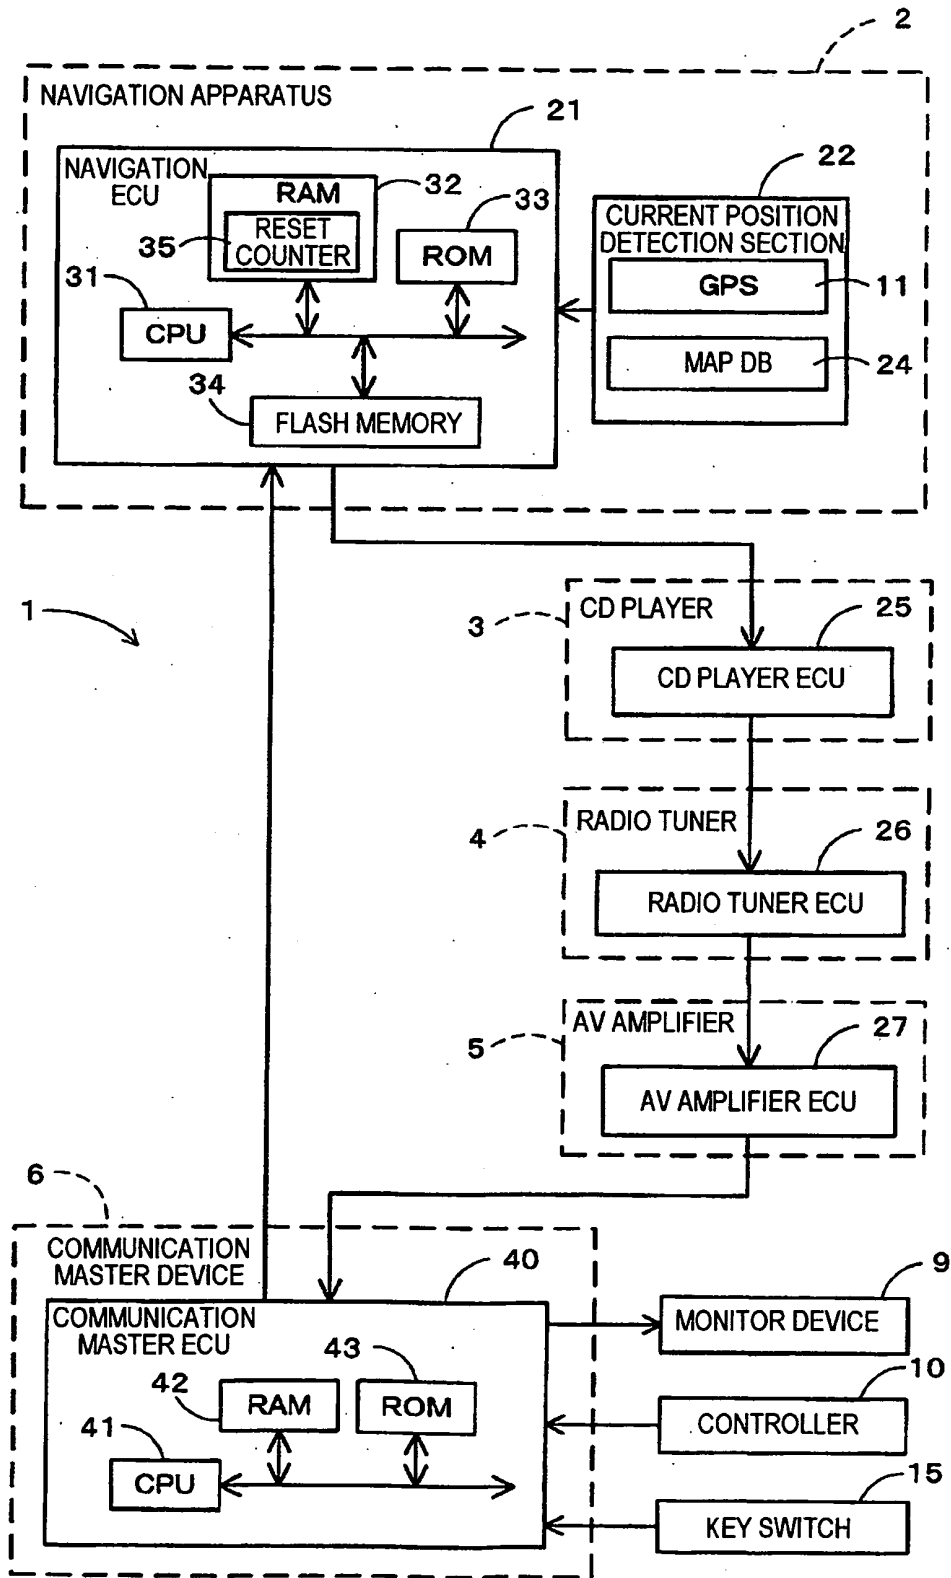 2
NAVIGATION APPARATUS
21
NAVIGATION
ECU
RAM
32
RESET
COUNTER
35
33
ROM
31
CPU
34
FLASH MEMORY
22
CURRENT POSITION
DETECTION SECTION
GPS
11
MAP DB
24
1
3
CD PLAYER
25
CD PLAYER ECU
4
RADIO TUNER
26
RADIO TUNER ECU
5
AV AMPLIFIER
27
AV AMPLIFIER ECU
6
COMMUNICATION
MASTER DEVICE
40
COMMUNICATION
MASTER ECU
42
RAM
43
ROM
41
CPU
9
MONITOR DEVICE
10
CONTROLLER
15
KEY SWITCH